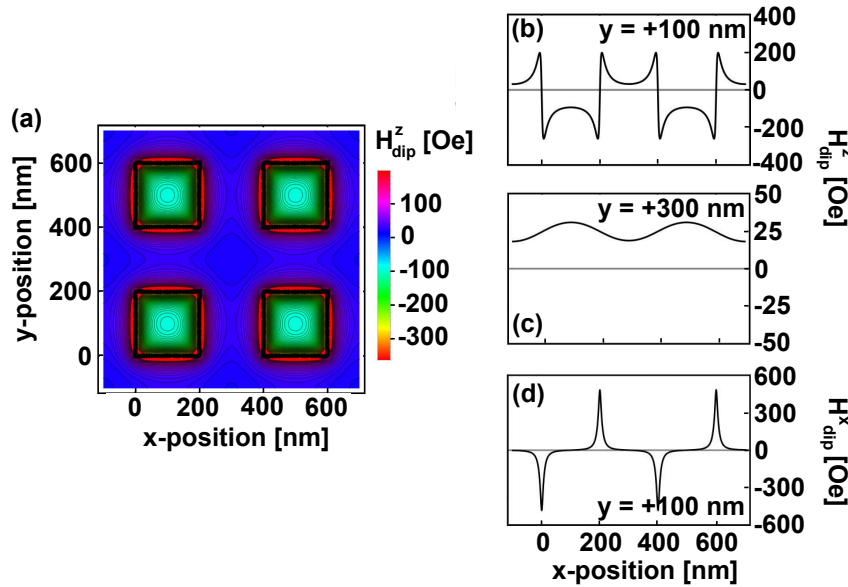 (a)
H^z_dip [Oe]
100
0
-100
-200
-300
600
400
200
0
y-position [nm]
0 200 400 600
x-position [nm]
(b) y = +100 nm
400
200
0
-200
-400
H^z_dip [Oe]
(c) y = +300 nm
50
25
0
-25
-50
(d) y = +100 nm
600
300
0
-300
-600
H^x_dip [Oe]
0 200 400 600
x-position [nm]